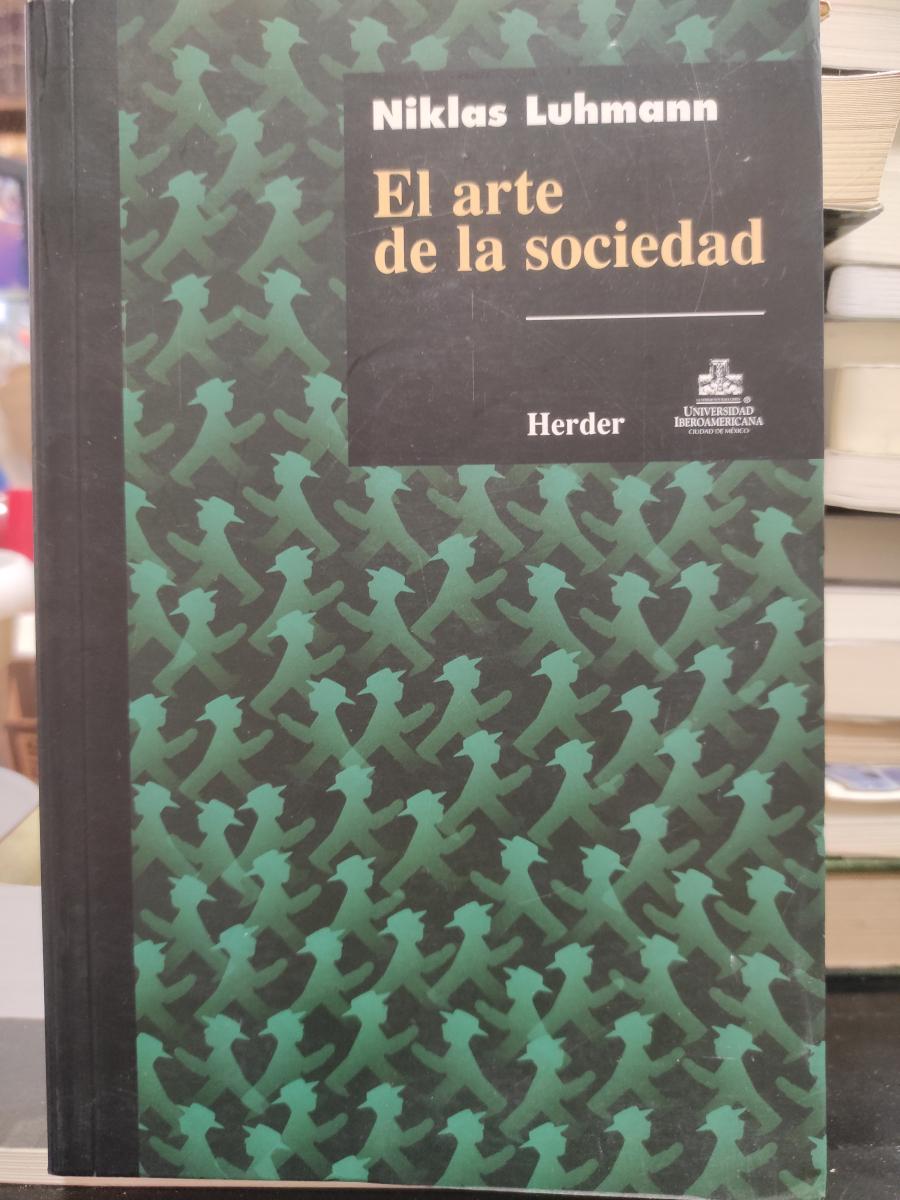 Niklas Luhmann
El arte
de la sociedad
Herder
UNIVERSIDAD
IBEROAMERICANA
CIUDAD DE MÉXICO